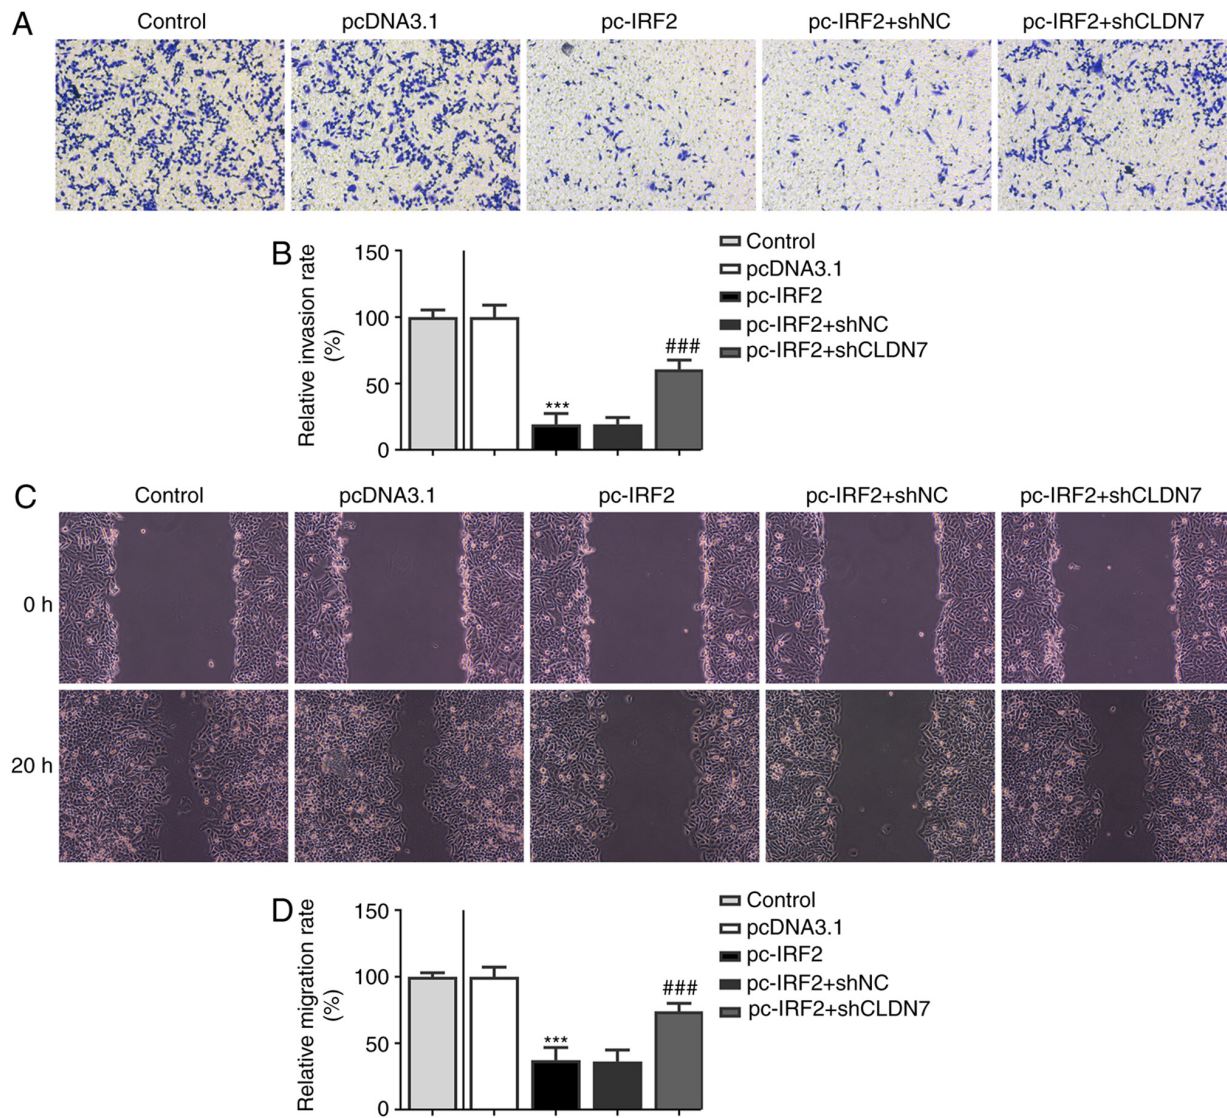 A
Control
pcDNA3.1
pc-IRF2
pc-IRF2+shNC
pc-IRF2+shCLDN7
B
Relative invasion rate
(%)
150
100
50
0
***
###
Control
pcDNA3.1
pc-IRF2
pc-IRF2+shNC
pc-IRF2+shCLDN7
C
Control
pcDNA3.1
pc-IRF2
pc-IRF2+shNC
pc-IRF2+shCLDN7
0 h
20 h
D
Relative migration rate
(%)
150
100
50
0
***
###
Control
pcDNA3.1
pc-IRF2
pc-IRF2+shNC
pc-IRF2+shCLDN7